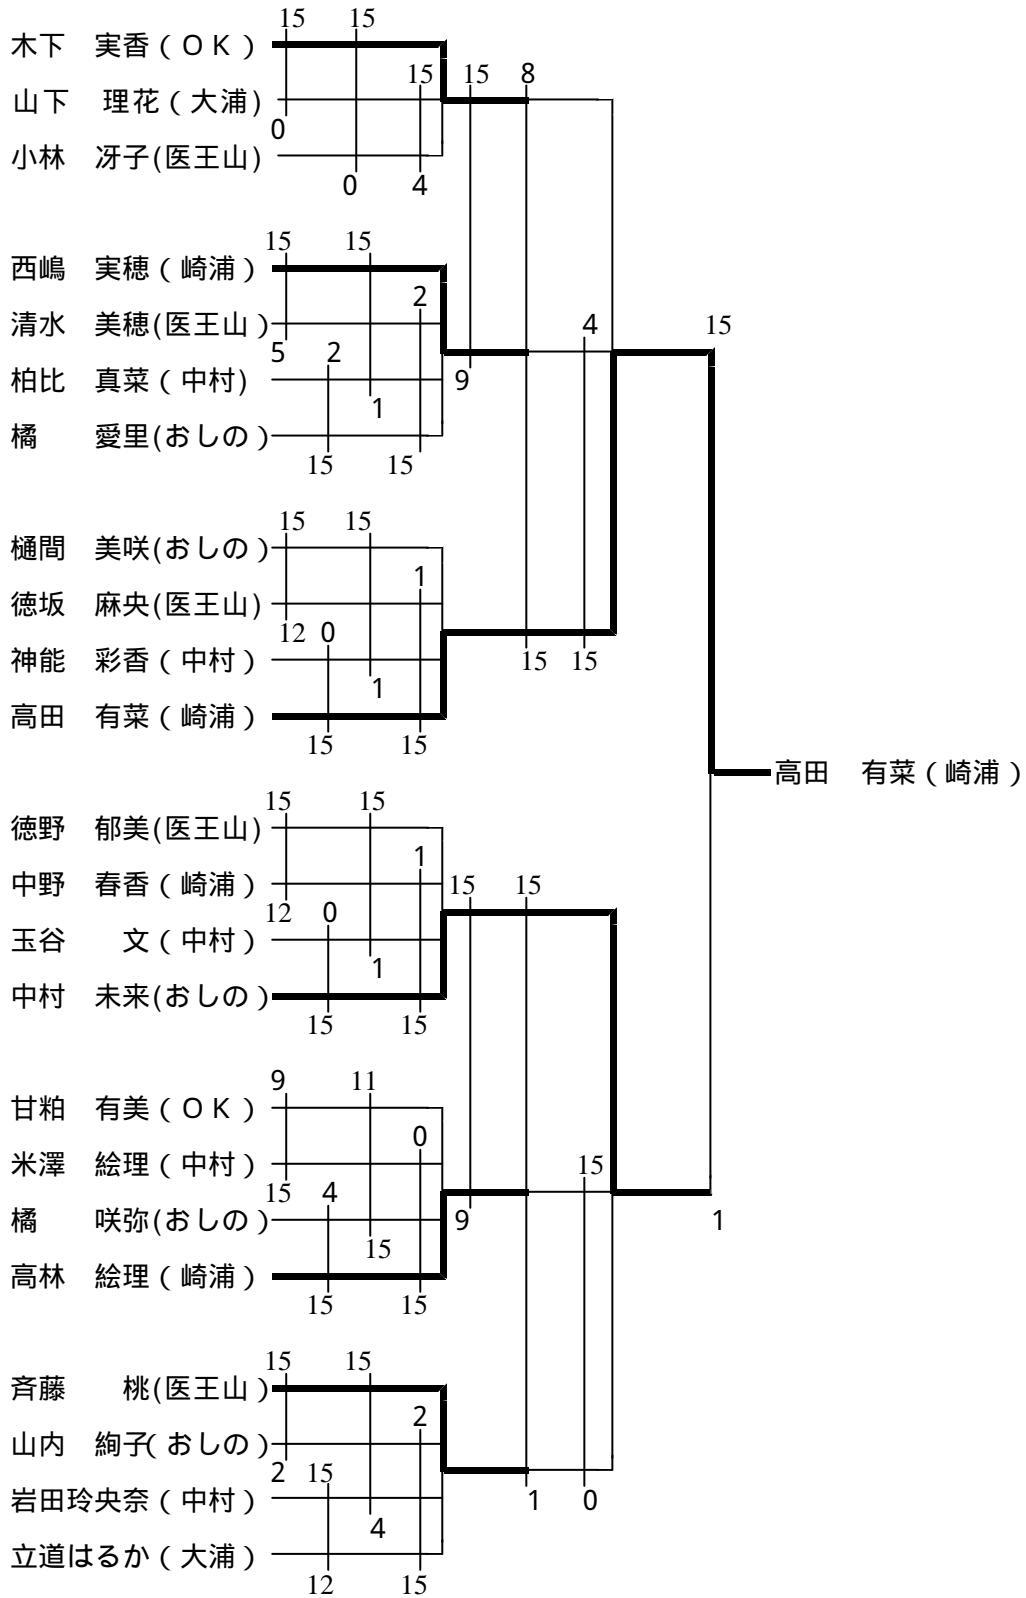 15 15
木下 実香(OK)
15 15 8
山下 理花(大浦)
0
小林 冴子(医王山)
0 4
15 15
西嶋 実穂(崎浦)
2
清水 美穂(医王山)
4 15
5 2
柏比 真菜(中村)
9
1
橘 愛里(おしの)
15 15
15 15
樋間 美咲(おしの)
1
徳坂 麻央(医王山)
12 0
神能 彩香(中村)
15 15
1
高田 有菜(崎浦)
15 15
高田 有菜(崎浦)
15 15
徳野 郁美(医王山)
1
中野 春香(崎浦)
15 15
12 0
玉谷 文(中村)
1
中村 未来(おしの)
15 15
9 11
甘粕 有美(OK)
0
米澤 絵理(中村)
15
15 4
橘 咲弥(おしの)
9 1
15
高林 絵理(崎浦)
15 15
15 15
斉藤 桃(医王山)
2
山内 絢子(おしの)
2 15
岩田玲央奈(中村)
1 0
4
立道はるか(大浦)
12 15